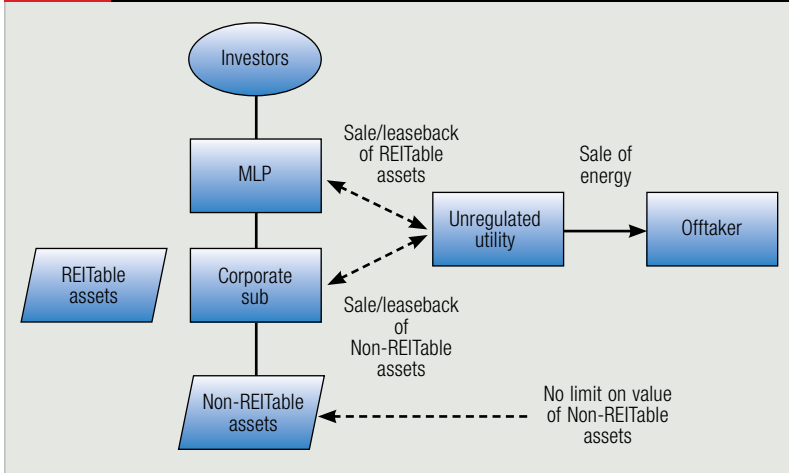 Investors
MLP
Sale/leaseback
of REITable
assets
Sale of
energy
Unregulated
utility
Offtaker
REITable
assets
Corporate
sub
Sale/leaseback
of
Non-REITable
assets
Non-REITable
assets
No limit on value
of Non-REITable
assets